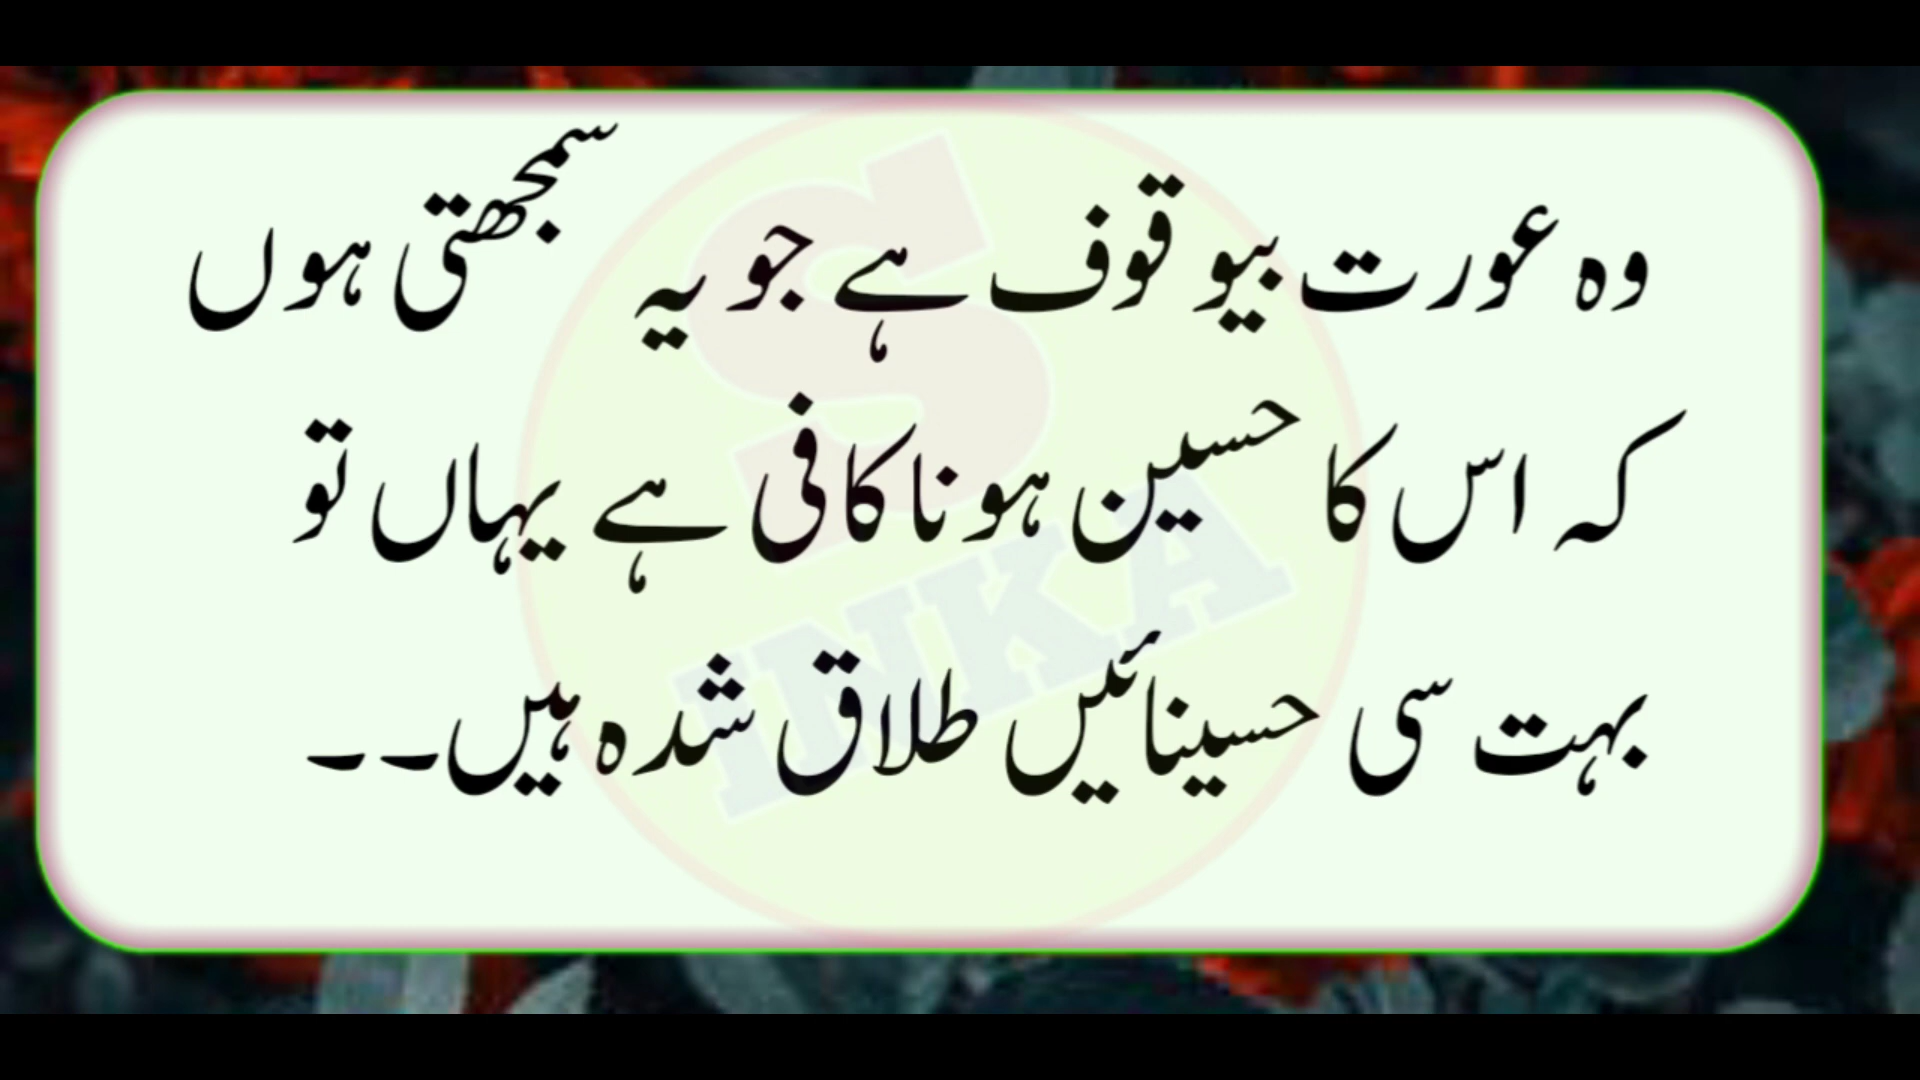 وہ عورت بیوقوف ہے جو یہ سمجھتی ہوں
کہ اس کا حسین ہونا کافی ہے یہاں تو
بہت سی حسینائیں طلاق شدہ ہیں۔۔
S
INKA